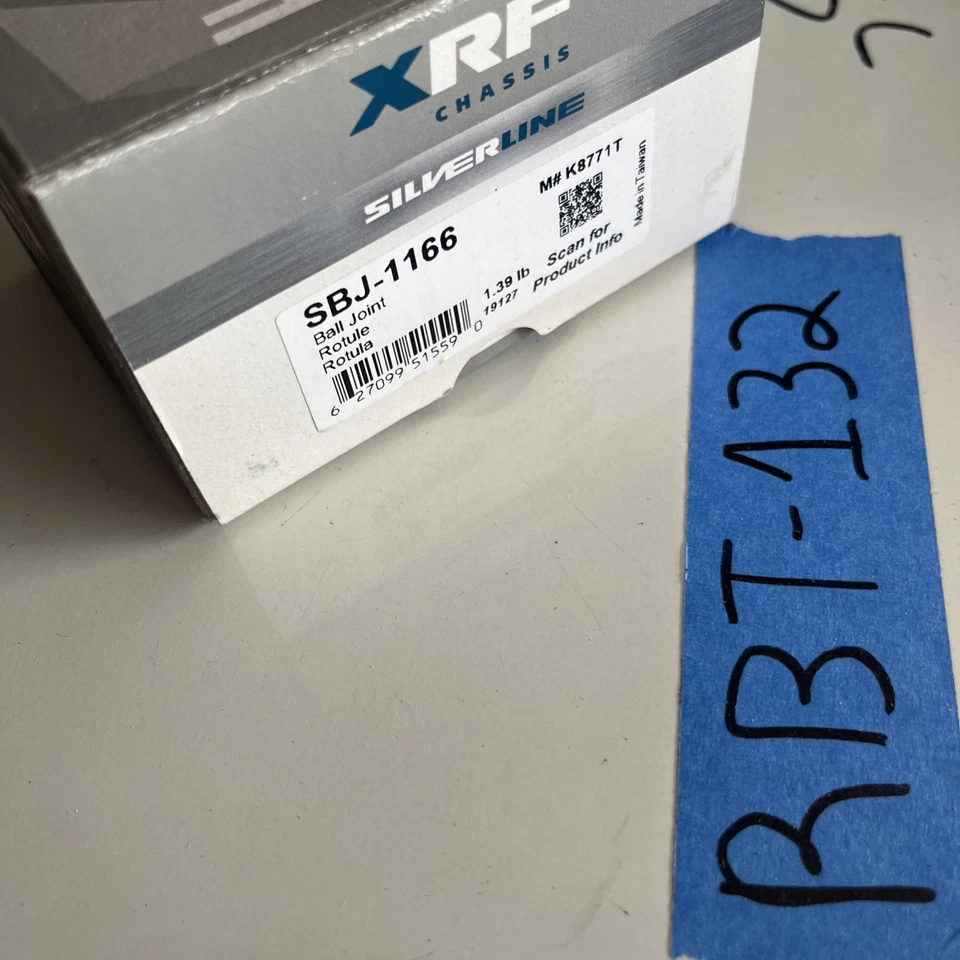 XRF
CHASSIS
SILVERLINE
SBJ-1166
Ball Joint
Rotule
Rotula
6 27099 51559 0
1.39 lb
19127
M# K8771T
Scan for
Product Info
Made in Taiwan
RBT-132